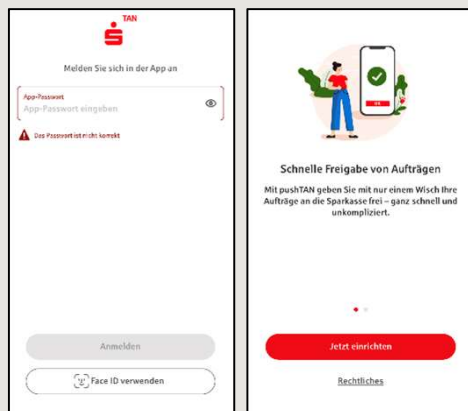 TAN
Melden Sie sich in der App an
App-Passwort
App-Passwort eingeben
Das Passwort ist nicht korrekt
Anmelden
Face ID verwenden
OK
Schnelle Freigabe von Aufträgen
Mit pushTAN geben Sie mit nur einem Wisch Ihre
Aufträge an die Sparkasse frei – ganz schnell und
unkompliziert.
Jetzt einrichten
Rechtliches